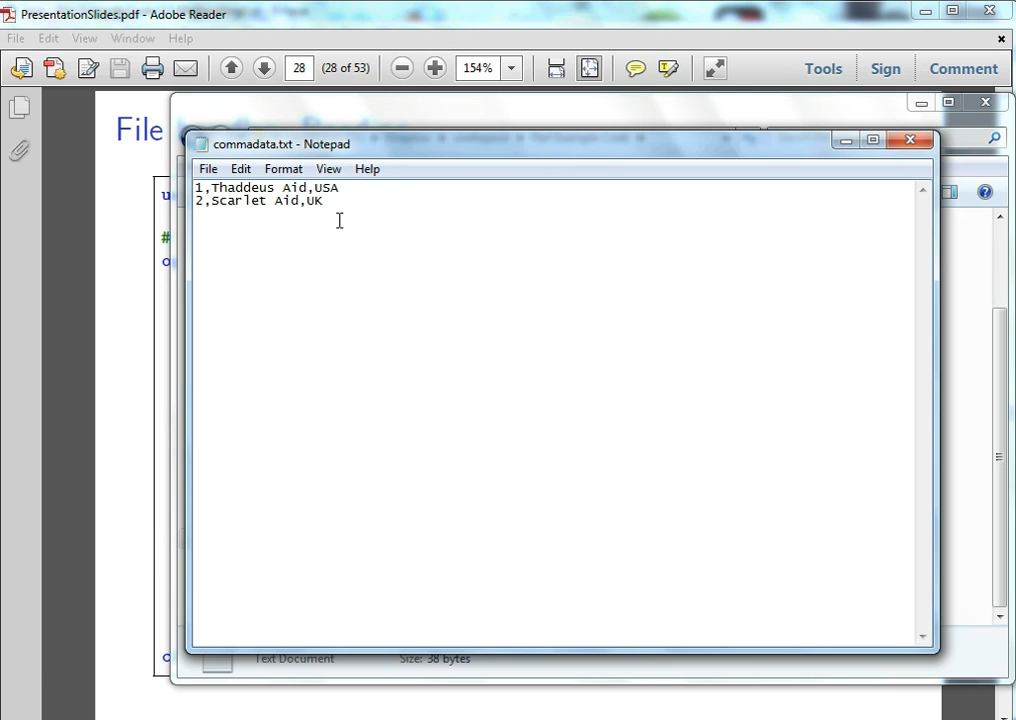 PresentationSlides.pdf - Adobe Reader
File Edit View Window Help
28 (28 of 53) 154% Tools Sign Comment
File
commadata.txt - Notepad
File Edit Format View Help
1,Thaddeus Aid,USA
2,Scarlet Aid,UK
u
#
o
o
Text Document Size: 38 bytes